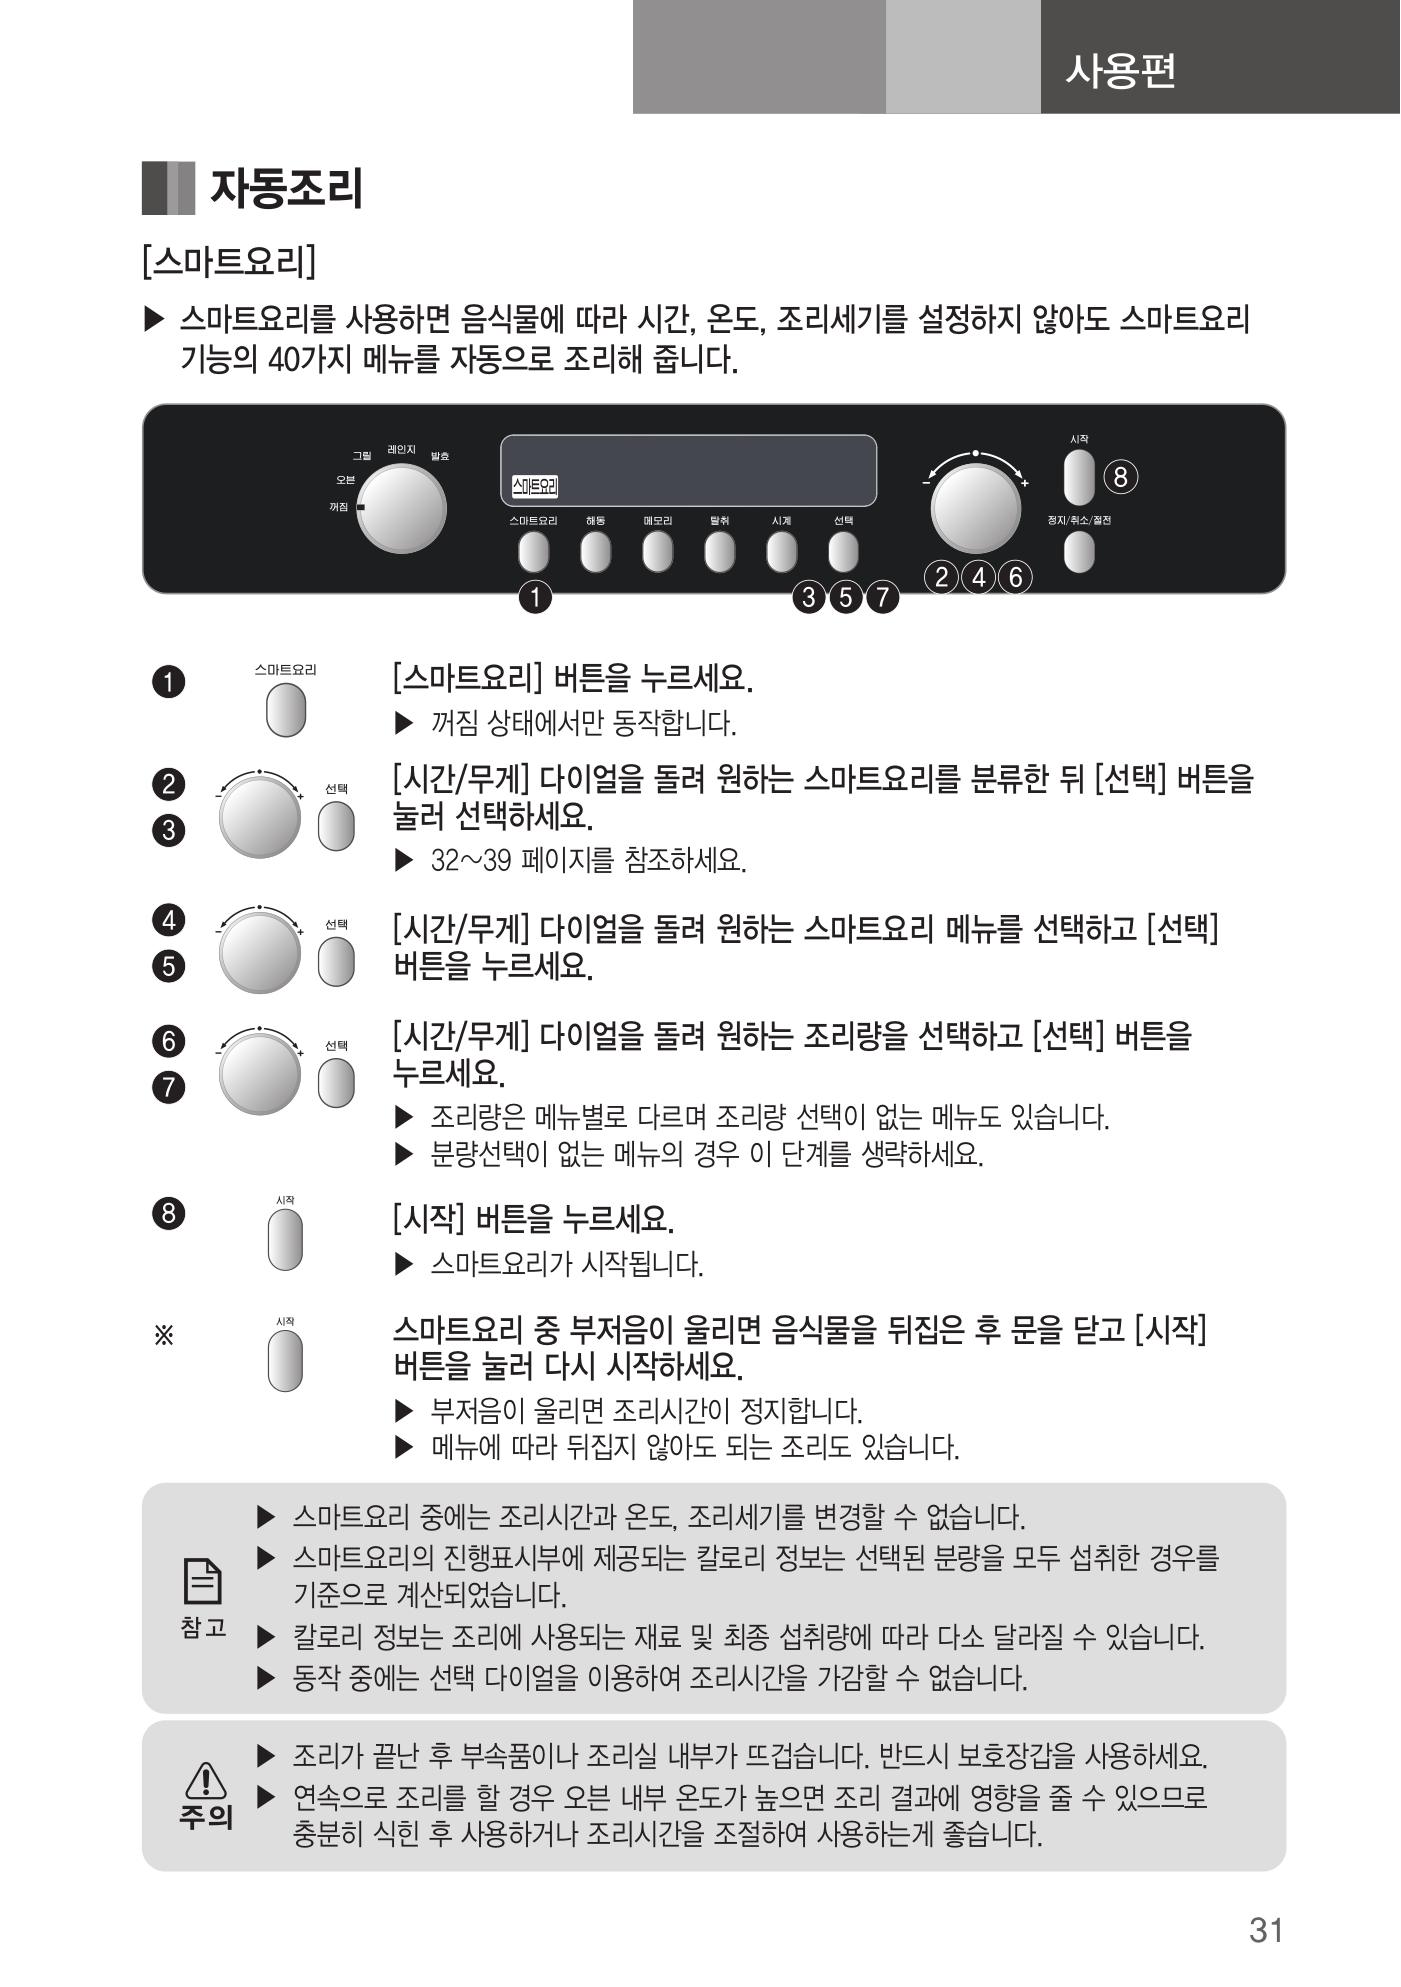 사용편
자동조리
[스마트요리]
▶ 스마트요리를 사용하면 음식물에 따라 시간, 온도, 조리세기를 설정하지 않아도 스마트요리
기능의 40가지 메뉴를 자동으로 조리해 줍니다.
그릴 레인지 발효
오븐
꺼짐
스마트요리
스마트요리 해동 메모리 탈취 시계 선택
− +
시작
정지/취소/절전
❶ ❸ ❺ ❼ ② ④ ⑥ ⑧
❶ 스마트요리 [스마트요리] 버튼을 누르세요.
▶ 꺼짐 상태에서만 동작합니다.
❷ − + 선택 [시간/무게] 다이얼을 돌려 원하는 스마트요리를 분류한 뒤 [선택] 버튼을
❸ 눌러 선택하세요.
▶ 32~39 페이지를 참조하세요.
❹ − + 선택 [시간/무게] 다이얼을 돌려 원하는 스마트요리 메뉴를 선택하고 [선택]
❺ 버튼을 누르세요.
❻ − + 선택 [시간/무게] 다이얼을 돌려 원하는 조리량을 선택하고 [선택] 버튼을
❼ 누르세요.
▶ 조리량은 메뉴별로 다르며 조리량 선택이 없는 메뉴도 있습니다.
▶ 분량선택이 없는 메뉴의 경우 이 단계를 생략하세요.
❽ 시작 [시작] 버튼을 누르세요.
▶ 스마트요리가 시작됩니다.
※ 시작 스마트요리 중 부저음이 울리면 음식물을 뒤집은 후 문을 닫고 [시작]
버튼을 눌러 다시 시작하세요.
▶ 부저음이 울리면 조리시간이 정지합니다.
▶ 메뉴에 따라 뒤집지 않아도 되는 조리도 있습니다.
참고
▶ 스마트요리 중에는 조리시간과 온도, 조리세기를 변경할 수 없습니다.
▶ 스마트요리의 진행표시부에 제공되는 칼로리 정보는 선택된 분량을 모두 섭취한 경우를
기준으로 계산되었습니다.
▶ 칼로리 정보는 조리에 사용되는 재료 및 최종 섭취량에 따라 다소 달라질 수 있습니다.
▶ 동작 중에는 선택 다이얼을 이용하여 조리시간을 가감할 수 없습니다.
주의
▶ 조리가 끝난 후 부속품이나 조리실 내부가 뜨겁습니다. 반드시 보호장갑을 사용하세요.
▶ 연속으로 조리를 할 경우 오븐 내부 온도가 높으면 조리 결과에 영향을 줄 수 있으므로
충분히 식힌 후 사용하거나 조리시간을 조절하여 사용하는게 좋습니다.
31